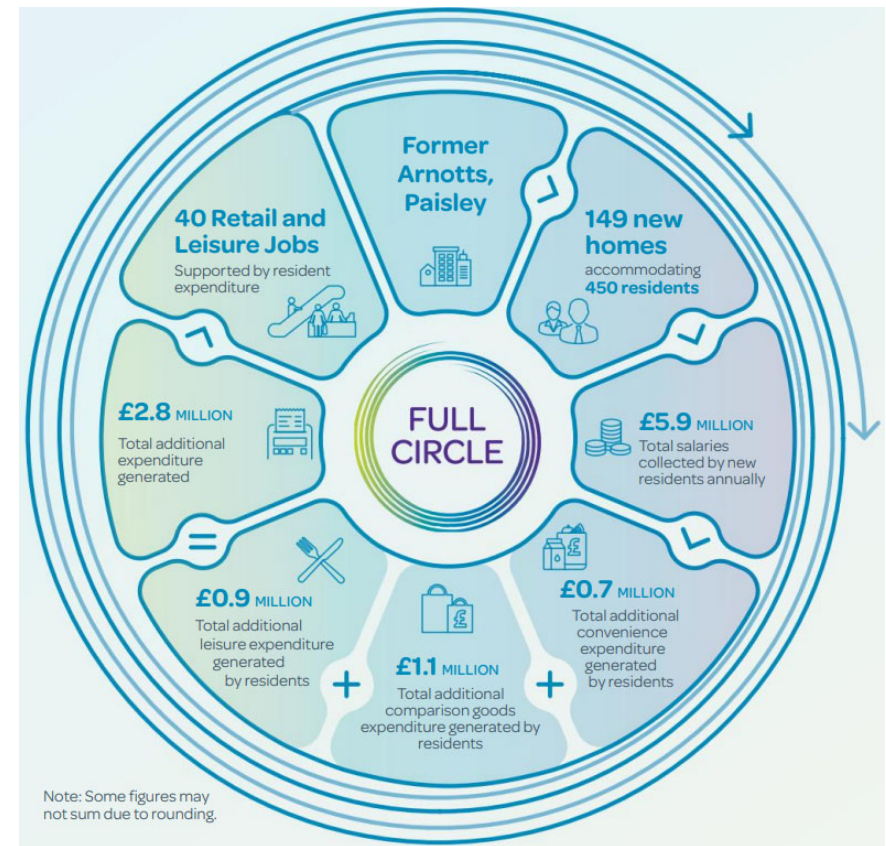 Former
Arnotts,
Paisley
149 new
homes
accommodating
450 residents
£5.9 MILLION
Total salaries
collected by new
residents annually
£0.7 MILLION
Total additional
convenience
expenditure
generated
by residents
+
£1.1 MILLION
Total additional
comparison goods
expenditure generated by
residents
+
£0.9 MILLION
Total additional
leisure expenditure
generated
by residents
=
£2.8 MILLION
Total additional
expenditure
generated
40 Retail and
Leisure Jobs
Supported by resident
expenditure
FULL
CIRCLE
£
£
Note: Some figures may
not sum due to rounding.